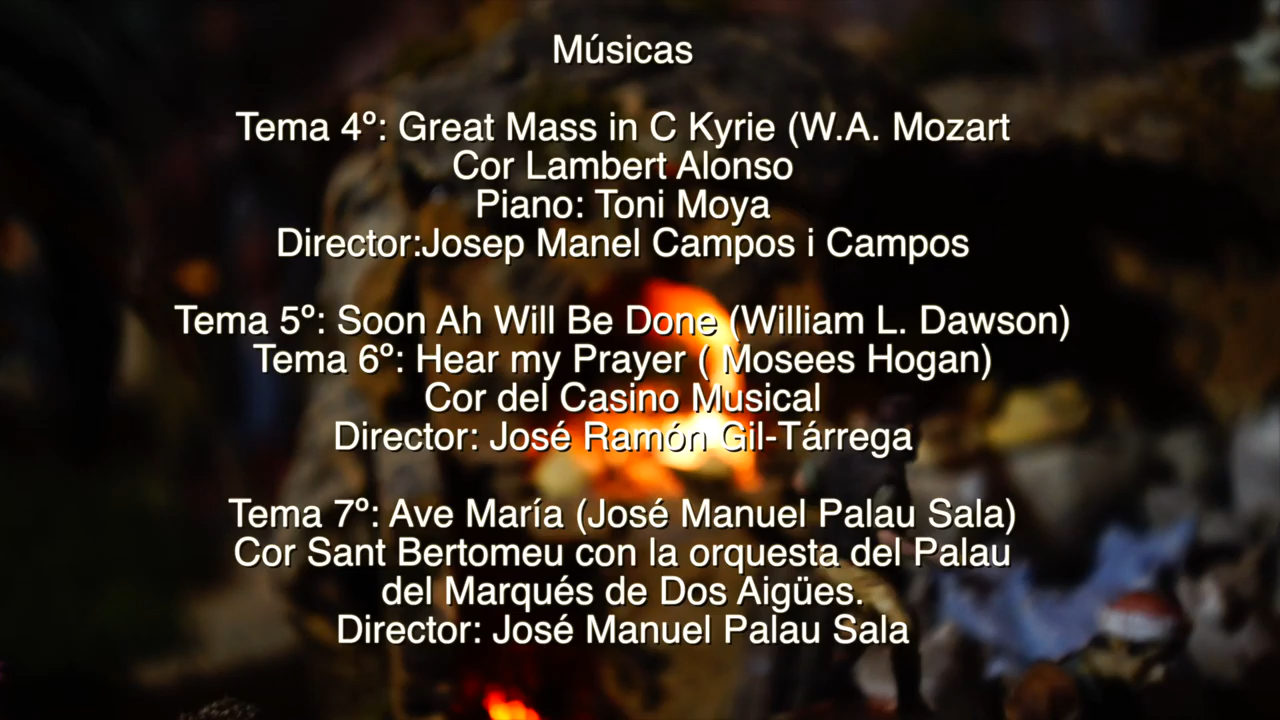 Músicas
Tema 4º: Great Mass in C Kyrie (W.A. Mozart
Cor Lambert Alonso
Piano: Toni Moya
Director:Josep Manel Campos i Campos
Tema 5º: Soon Ah Will Be Done (William L. Dawson)
Tema 6º: Hear my Prayer ( Mosees Hogan)
Cor del Casino Musical
Director: José Ramón Gil-Tárrega
Tema 7º: Ave María (José Manuel Palau Sala)
Cor Sant Bertomeu con la orquesta del Palau
del Marqués de Dos Aigües.
Director: José Manuel Palau Sala